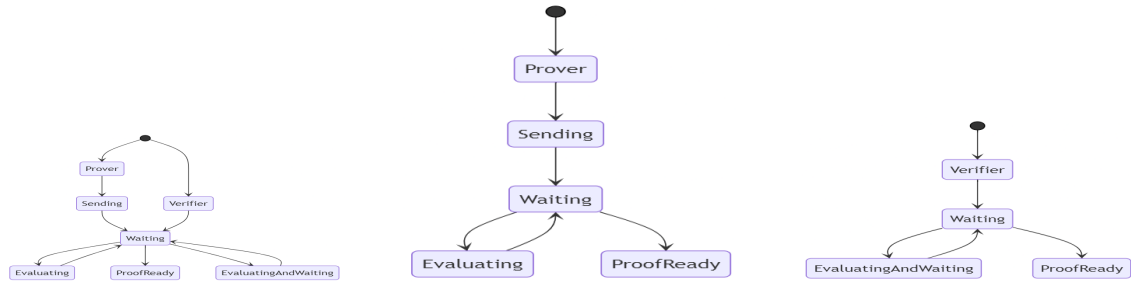 Prover
Sending
Verifier
Waiting
Evaluating
ProofReady
EvaluatingAndWaiting
Prover
Sending
Waiting
Evaluating
ProofReady
Verifier
Waiting
EvaluatingAndWaiting
ProofReady